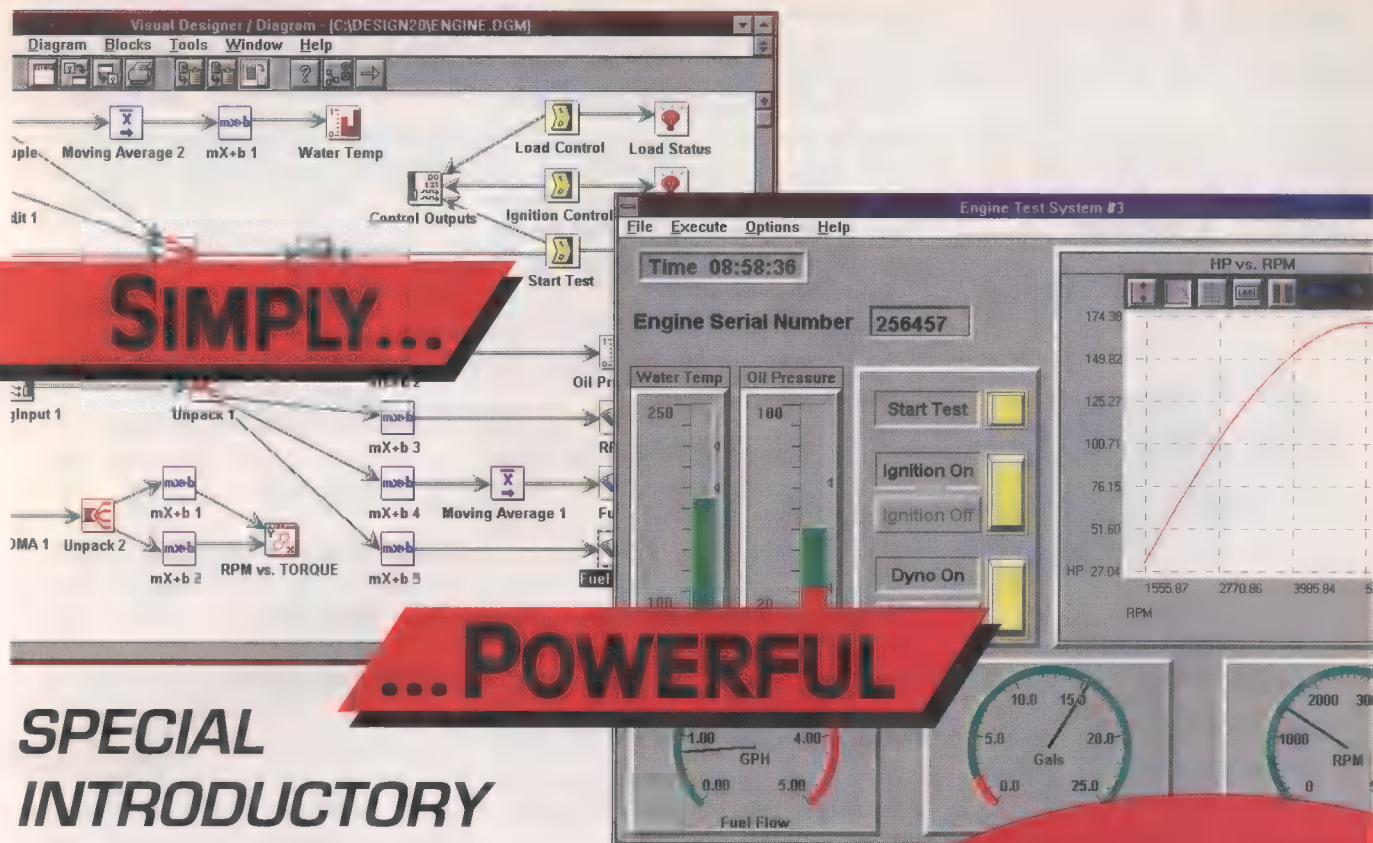 Visual Designer / Diagram - [C:\DESIGN20\ENGINE.DGM]
Diagram Blocks Tools Window Help
Moving Average 2 mX+b 1 Water Temp
Load Control Load Status
Control Outputs Ignition Control
Start Test
SIMPLY...
Unpack 1
mX+b 3
mX+b 4 Moving Average 1
mX+b 1
Unpack 2
mX+b 2 RPM vs. TORQUE mX+b 5
Engine Test System #3
File Execute Options Help
Time 08:58:36
Engine Serial Number 256457
Water Temp Oil Pressure
250 100
100 20
Start Test
Ignition On
Ignition Off
Dyno On
HP vs. RPM
LABEL
174.38
149.82
125.27
100.71
76.15
51.60
HP 27.04
1555.87 2770.86 3985.84
RPM
...POWERFUL
1.00 4.00
GPH
0.00 5.00
Fuel Flow
10.0 15.0
5.0 20.0
Gals
0.0 25.0
2000
1000
RPM
0
SPECIAL
INTRODUCTORY